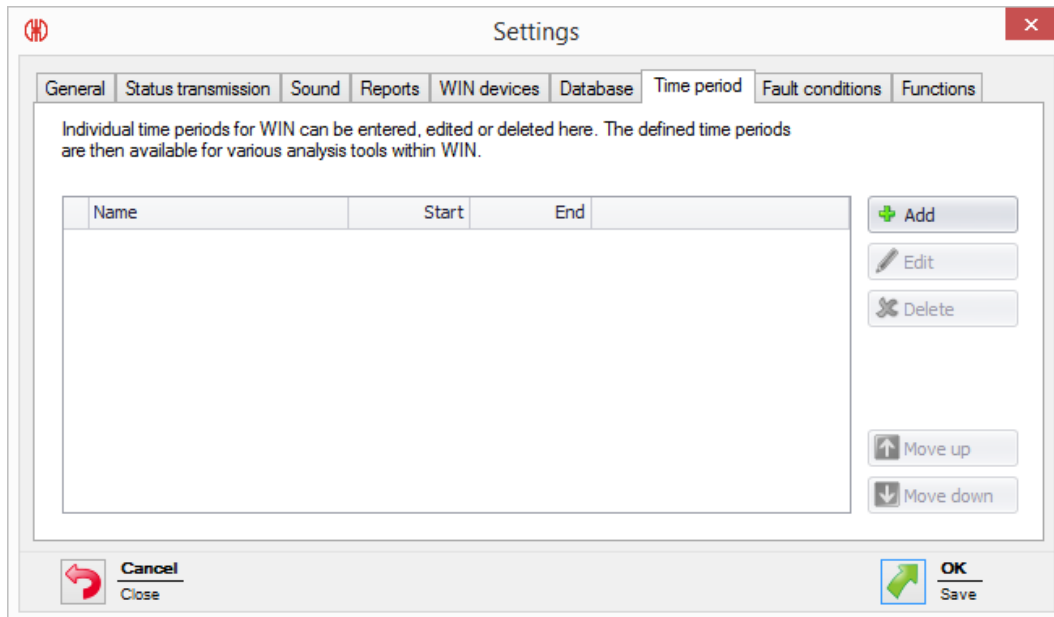 Settings
General Status transmission Sound Reports WIN devices Database Time period Fault conditions Functions
Individual time periods for WIN can be entered, edited or deleted here. The defined time periods
are then available for various analysis tools within WIN.
Name Start End
Add
Edit
Delete
Move up
Move down
Cancel
Close
OK
Save